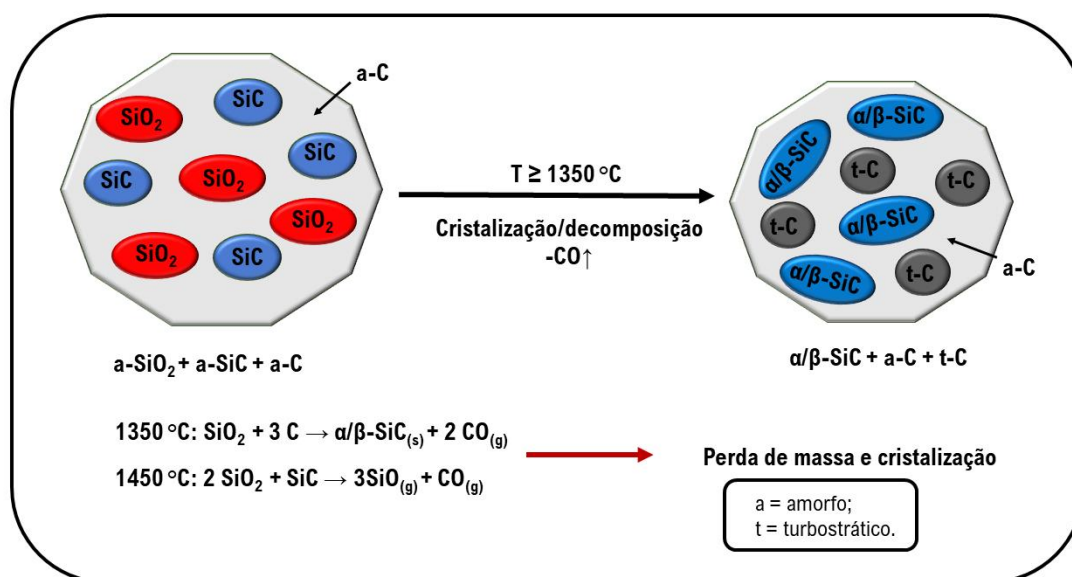 a-C
SiO₂
SiC
SiC
SiC
SiO₂
SiO₂
SiO₂
SiC
a-SiO₂ + a-SiC + a-C
T ≥ 1350 °C
Cristalização/decomposição
-CO↑
α/β-SiC
α/β-SiC
t-C
t-C
t-C
α/β-SiC
t-C
α/β-SiC
a-C
α/β-SiC + a-C + t-C
1350 °C: SiO₂ + 3 C → α/β-SiC(s) + 2 CO(g)
1450 °C: 2 SiO₂ + SiC → 3SiO(g) + CO(g)
Perda de massa e cristalização
a = amorfo;
t = turbostrático.